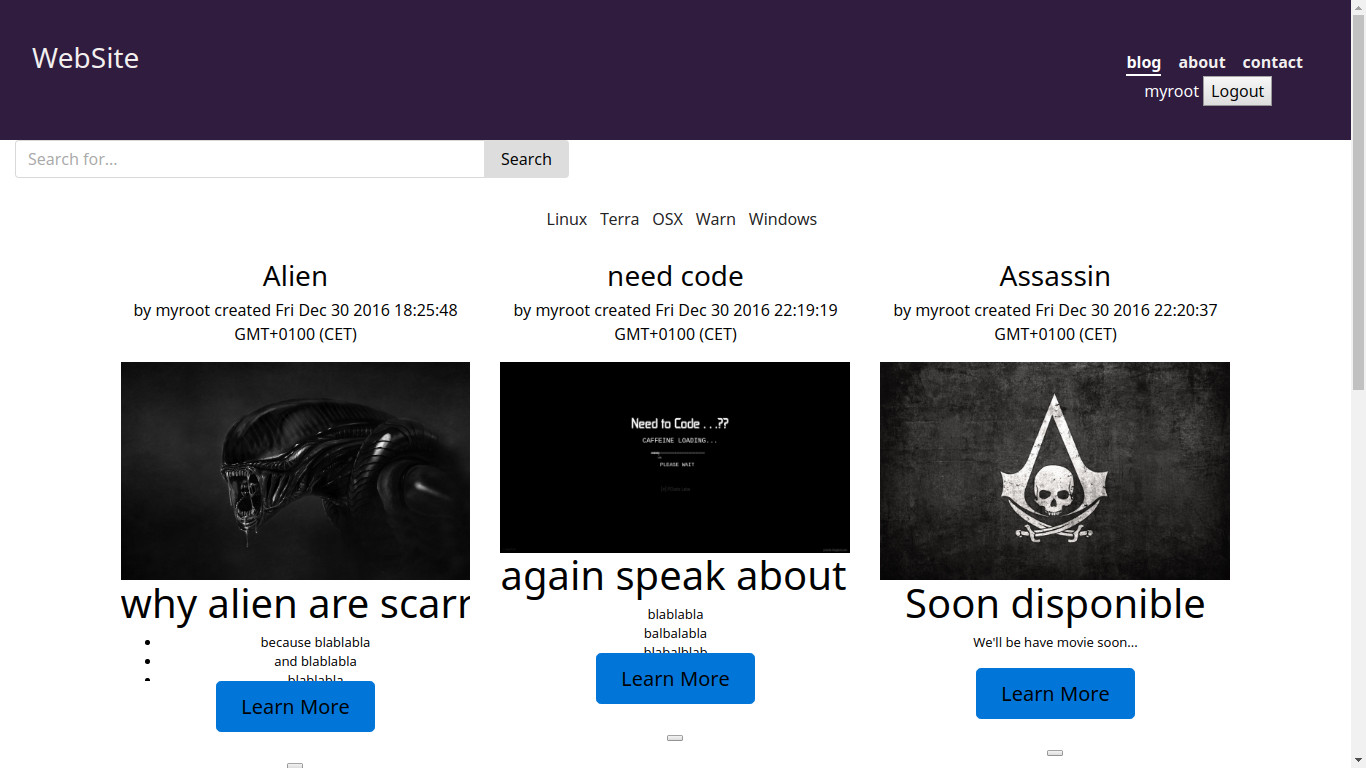 WebSite
blog about contact
myroot Logout
Search for... Search
Linux Terra OSX Warn Windows
Alien
by myroot created Fri Dec 30 2016 18:25:48
GMT+0100 (CET)
why alien are scarr
because blablabla
and blablabla
blablabla
Learn More
need code
by myroot created Fri Dec 30 2016 22:19:19
GMT+0100 (CET)
Need to Code . . .??
CAFFEINE LOADING...
PLEASE WAIT
again speak about
blablabla
balbalabla
blabalblab
Learn More
Assassin
by myroot created Fri Dec 30 2016 22:20:37
GMT+0100 (CET)
Soon disponible
We'll be have movie soon...
Learn More